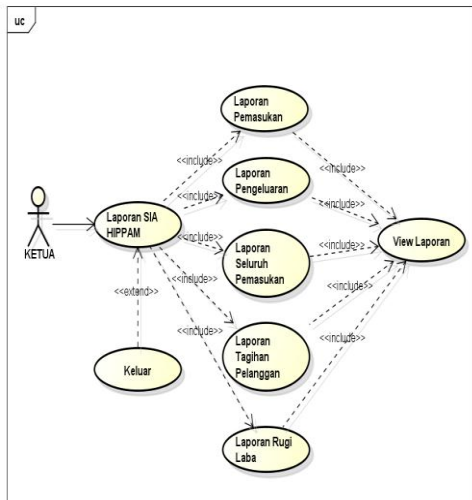 uc
Laporan
Pemasukan
<<include>>
<<include>>
Laporan
Pengeluaran
<<include>>
<<include>>
KETUA
Laporan SIA
HIPPAM
<<include>>
Laporan
Seluruh
Pemasukan
<<include>>
View Laporan
<<extend>>
<<include>>
<<include>>
<<include>>
Laporan
Tagihan
Pelanggan
<<include>>
Keluar
Laporan Rugi
Laba